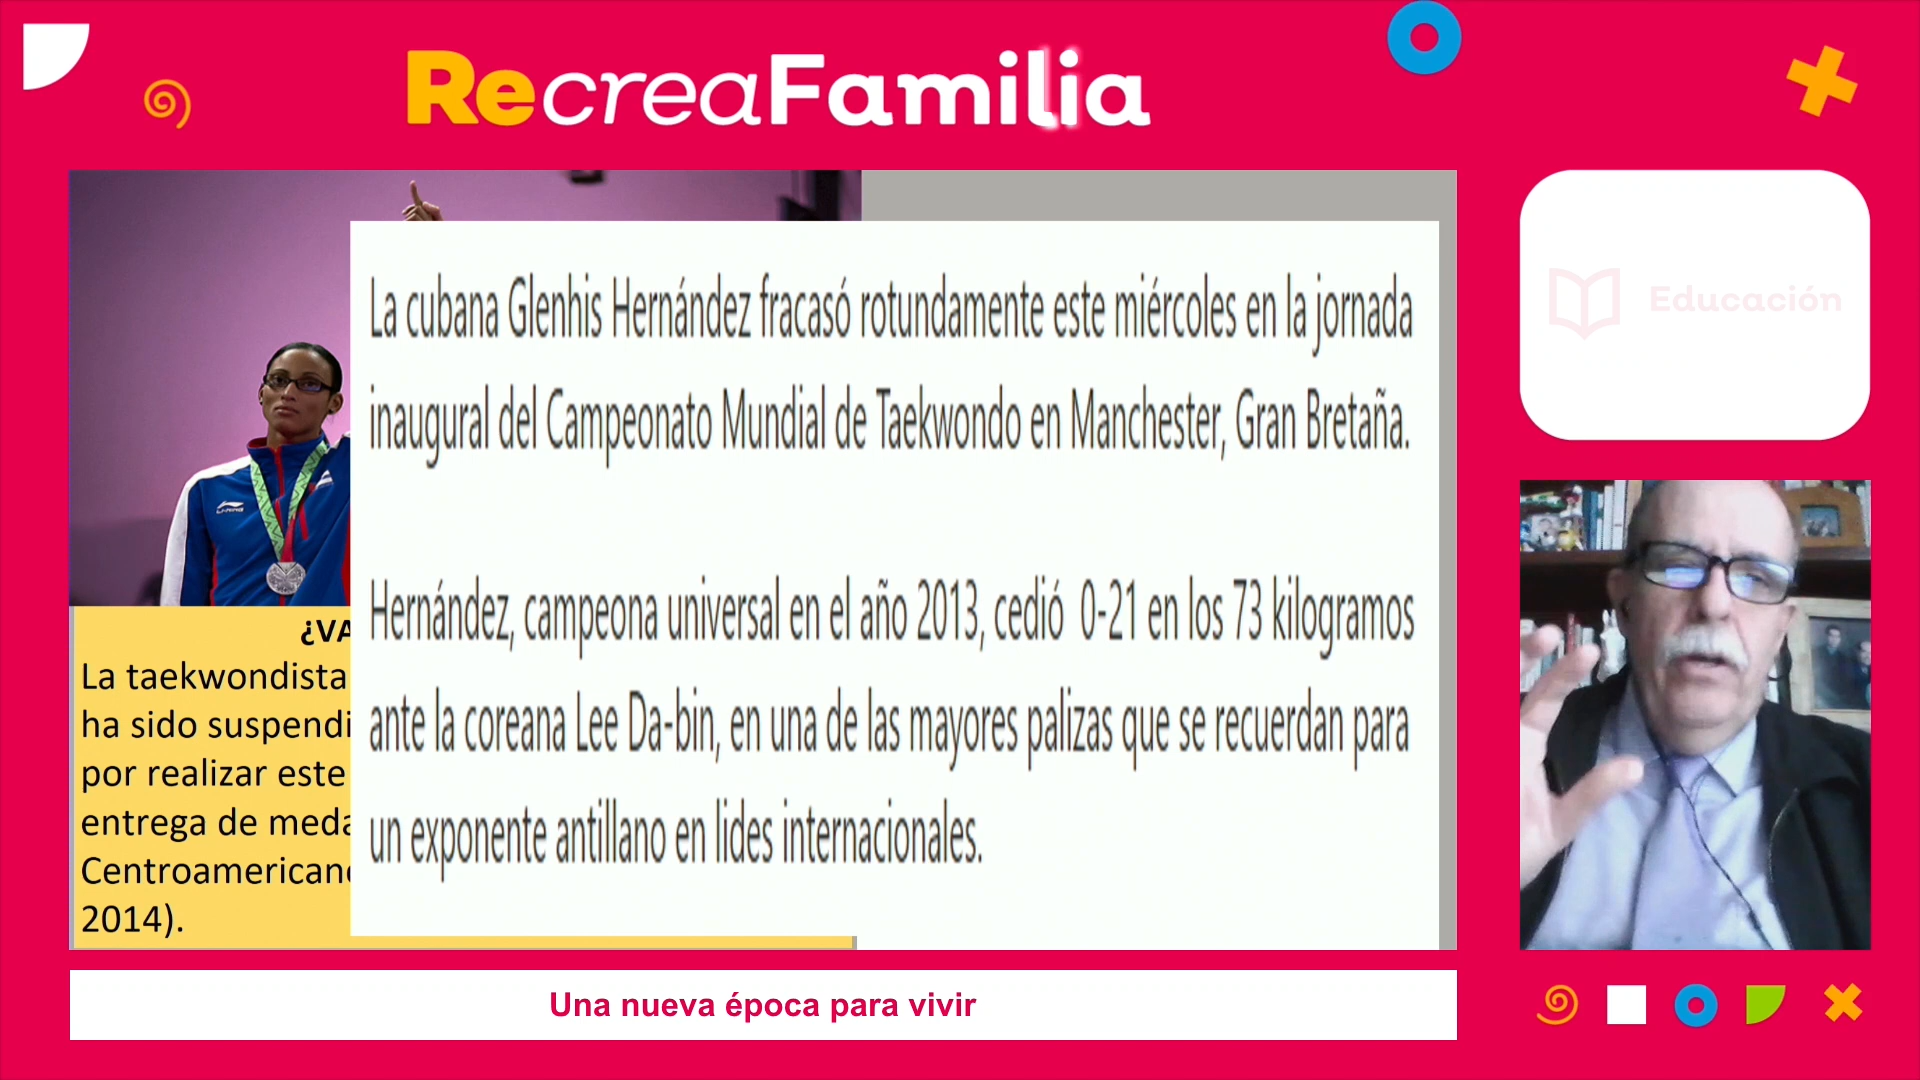 RecreaFamilia
Educación
La cubana Glenhis Hernández fracasó rotundamente este miércoles en la jornada
inaugural del Campeonato Mundial de Taekwondo en Manchester, Gran Bretaña.
Hernández, campeona universal en el año 2013, cedió 0-21 en los 73 kilogramos
ante la coreana Lee Da-bin, en una de las mayores palizas que se recuerdan para
un exponente antillano en lides internacionales.
¿VA
La taekwondista
ha sido suspendi
por realizar este
entrega de meda
Centroamerican
2014).
Una nueva época para vivir